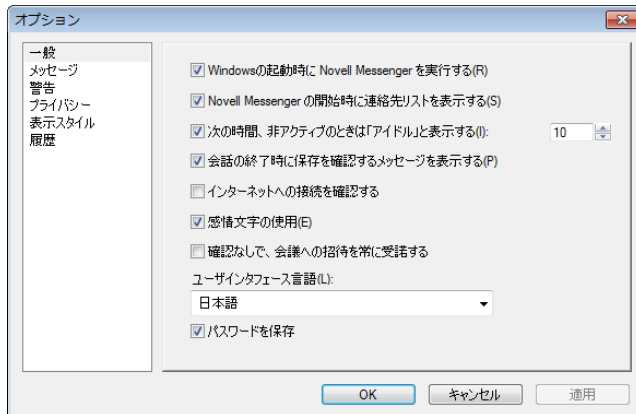 オプション
一般
メッセージ
警告
プライバシー
表示スタイル
履歴
Windowsの起動時に Novell Messenger を実行する(R)
Novell Messenger の開始時に連絡先リストを表示する(S)
次の時間、非アクティブのときは「アイドル」と表示する(I): 10
会話の終了時に保存を確認するメッセージを表示する(P)
インターネットへの接続を確認する
感情文字の使用(E)
確認なしで、会議への招待を常に受諾する
ユーザインタフェース言語(L):
日本語
パスワードを保存
OK キャンセル 適用